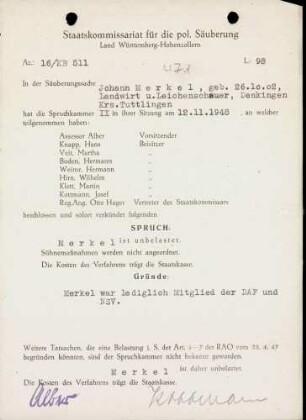 Staatskommissariat für die pol. Säuberung
Land Württemberg-Hohenzollern
Az.: 16/KB 511
L 98
In der Säuberungssache
Johann Merkel, geb. 26.10.02,
Landwirt u.Leichenschauer, Denkingen
Krs.Tuttlingen
hat die Spruchkammer II in ihrer Sitzung am 12.11.1948, an welcher
teilgenommen haben:
Assessor Alber Vorsitzender
Knapp, Hans Beisitzer
Veit, Martha "
Boden, Hermann "
Weiner, Hermann "
Hirn, Wilhelm "
Klett, Martin "
Kottmann, Josef "
Reg.Ang. Otto Hagen Vertreter des Staatskommissars
beschlossen und sofort verkündet folgenden
SPRUCH:
Merkel ist unbelastet.
Sühnemaßnahmen werden nicht angeordnet.
Die Kosten des Verfahrens trägt die Staatskasse.
Gründe:
Merkel war lediglich Mitglied der DAF und
NSV.
Weitere Tatsachen, die eine Belastung i. S. der Art. 4-7 der RAO vom 25. 4. 47
begründen könnten, sind der Spruchkammer nicht bekannt geworden.
Merkel ist daher unbelastet.
Die Kosten des Verfahrens trägt die Staatskasse.
Alber Kottmann